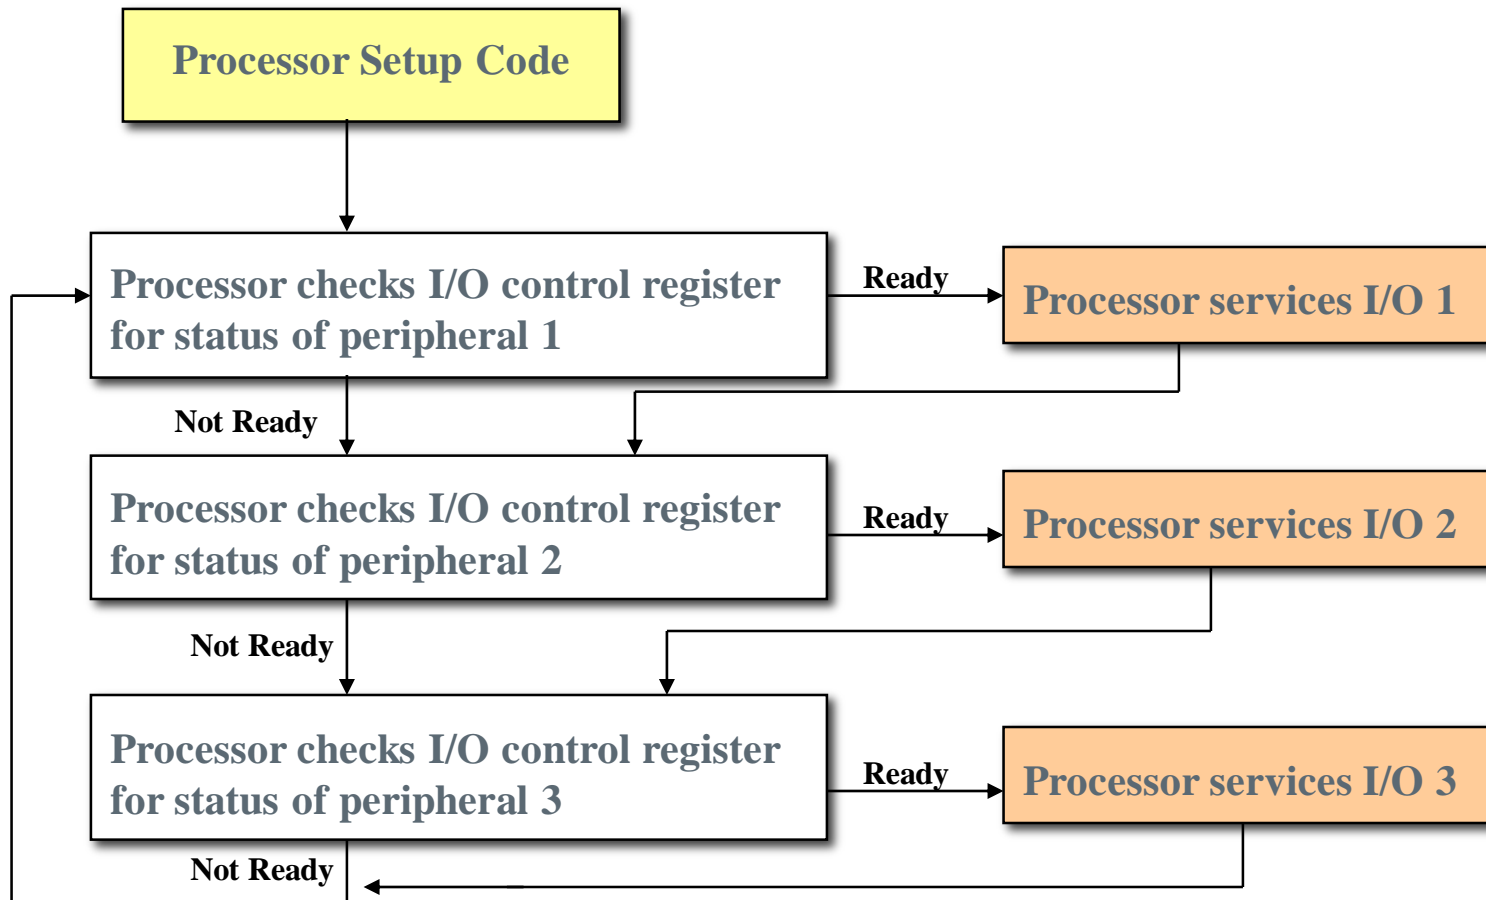 Processor Setup Code
Processor checks I/O control register
for status of peripheral 1
Ready
Processor services I/O 1
Not Ready
Processor checks I/O control register
for status of peripheral 2
Ready
Processor services I/O 2
Not Ready
Processor checks I/O control register
for status of peripheral 3
Ready
Processor services I/O 3
Not Ready